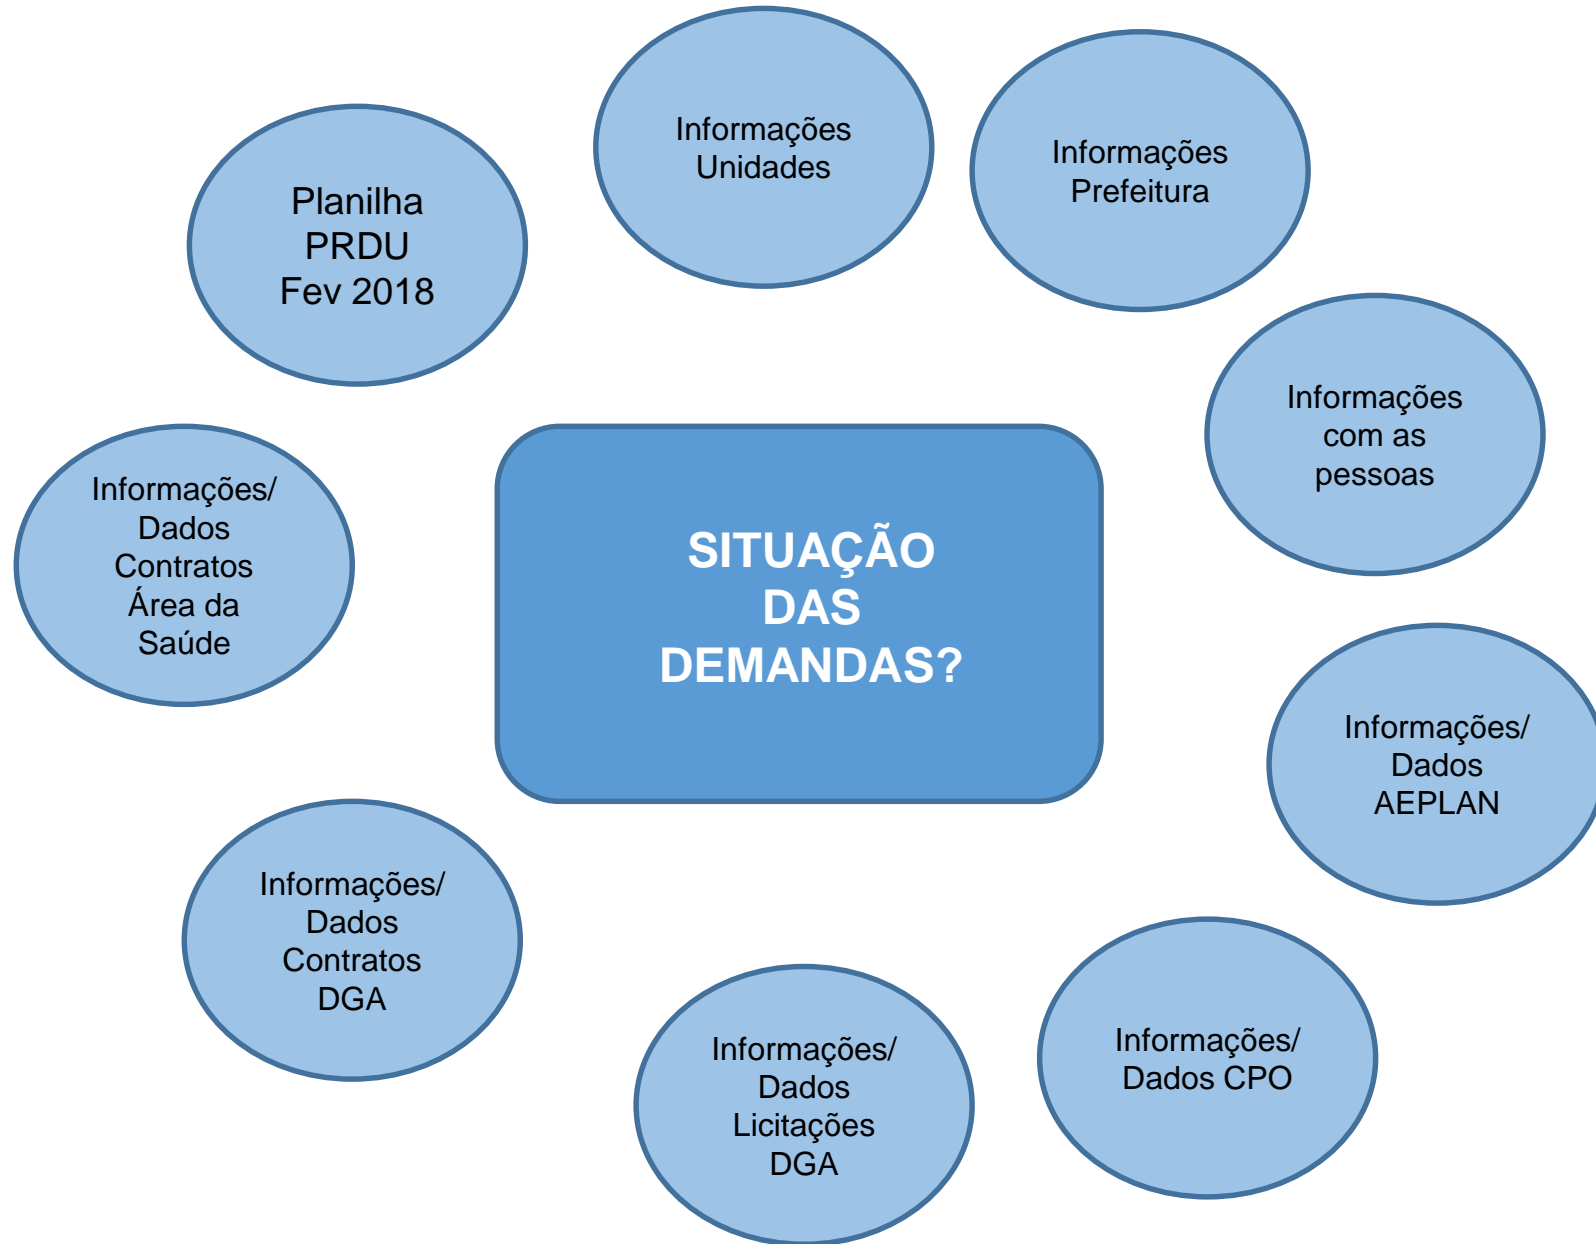 Informações
Unidades
Informações
Prefeitura
Planilha
PRDU
Fev 2018
Informações
com as
pessoas
Informações/
Dados
Contratos
Área da
Saúde
SITUAÇÃO
DAS
DEMANDAS?
Informações/
Dados
AEPLAN
Informações/
Dados
Contratos
DGA
Informações/
Dados
Licitações
DGA
Informações/
Dados CPO